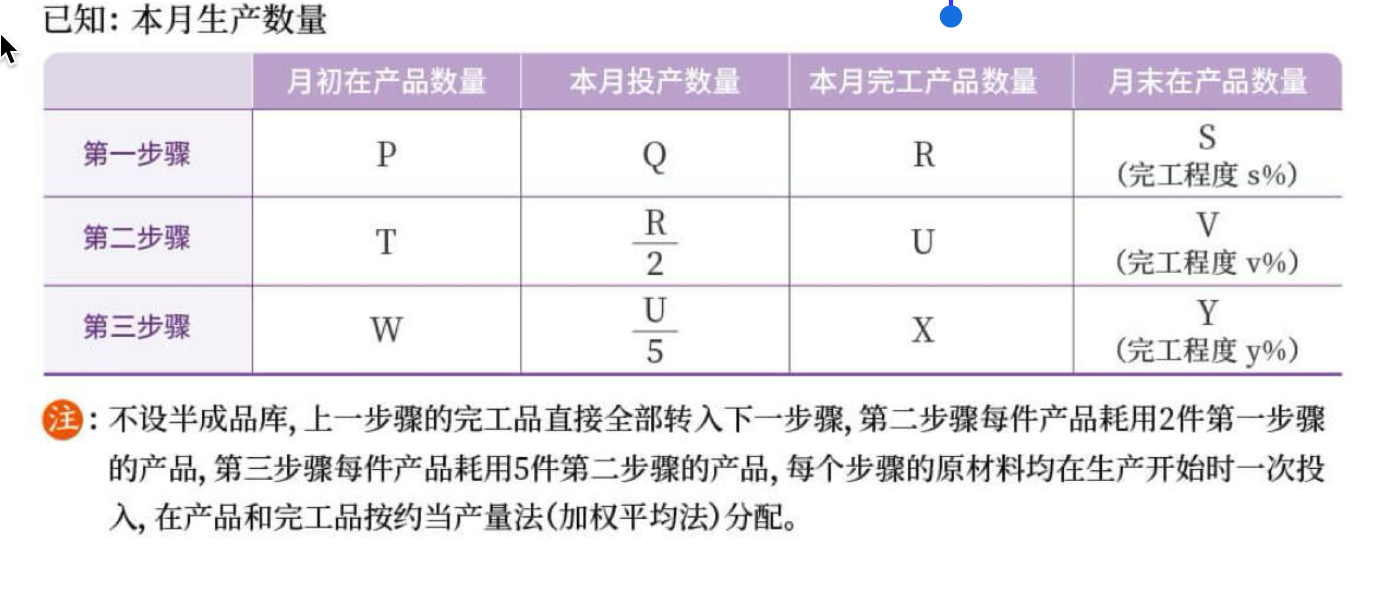 已知：本月生产数量
月初在产品数量 本月投产数量 本月完工产品数量 月末在产品数量
第一步骤 P Q R S
（完工程度 s%）
第二步骤 T R/2 U V
（完工程度 v%）
第三步骤 W U/5 X Y
（完工程度 y%）
注：不设半成品库，上一步骤的完工品直接全部转入下一步骤，第二步骤每件产品耗用2件第一步骤
的产品，第三步骤每件产品耗用5件第二步骤的产品，每个步骤的原材料均在生产开始时一次投
入，在产品和完工品按约当产量法（加权平均法）分配。